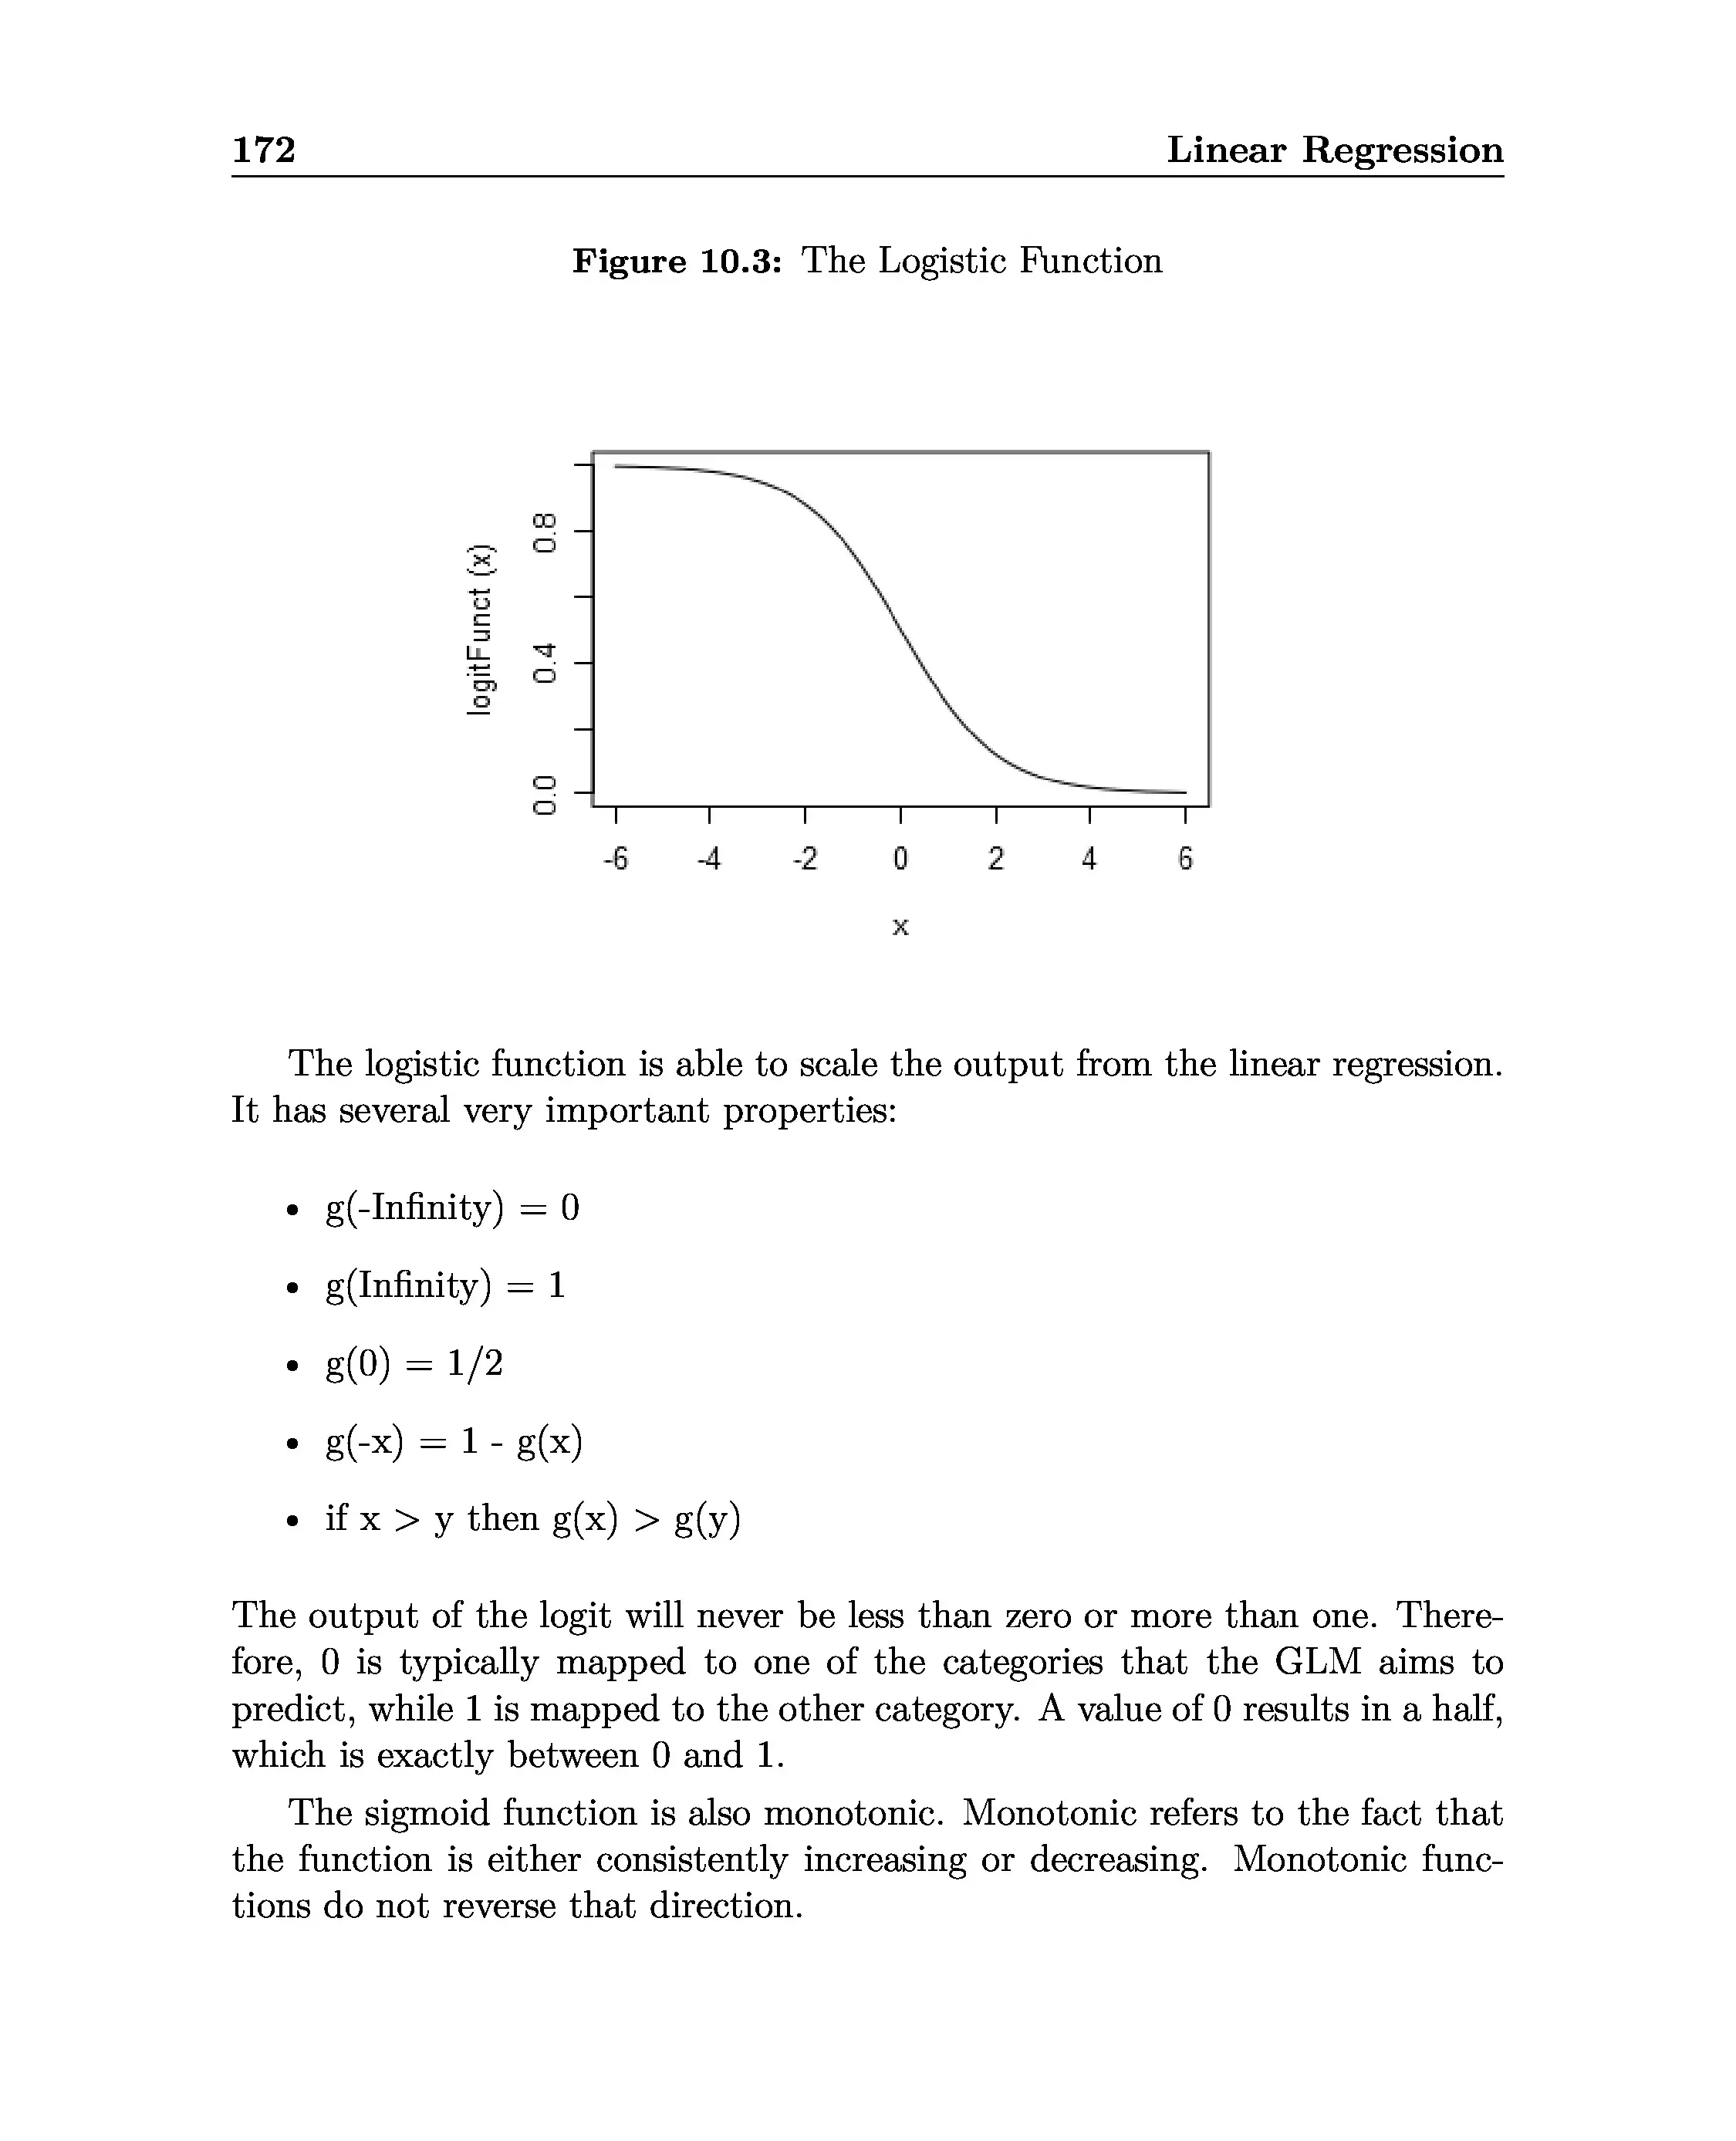 172 Linear Regression
Figure 10.3: The Logistic Function
logitFunct (x)
0.8
0.4
0.0
-6 -4 -2 0 2 4 6
x
The logistic function is able to scale the output from the linear regression.
It has several very important properties:
• g(-Infinity) = 0
• g(Infinity) = 1
• g(0) = 1/2
• g(-x) = 1 - g(x)
• if x > y then g(x) > g(y)
The output of the logit will never be less than zero or more than one. There-
fore, 0 is typically mapped to one of the categories that the GLM aims to
predict, while 1 is mapped to the other category. A value of 0 results in a half,
which is exactly between 0 and 1.
The sigmoid function is also monotonic. Monotonic refers to the fact that
the function is either consistently increasing or decreasing. Monotonic func-
tions do not reverse that direction.